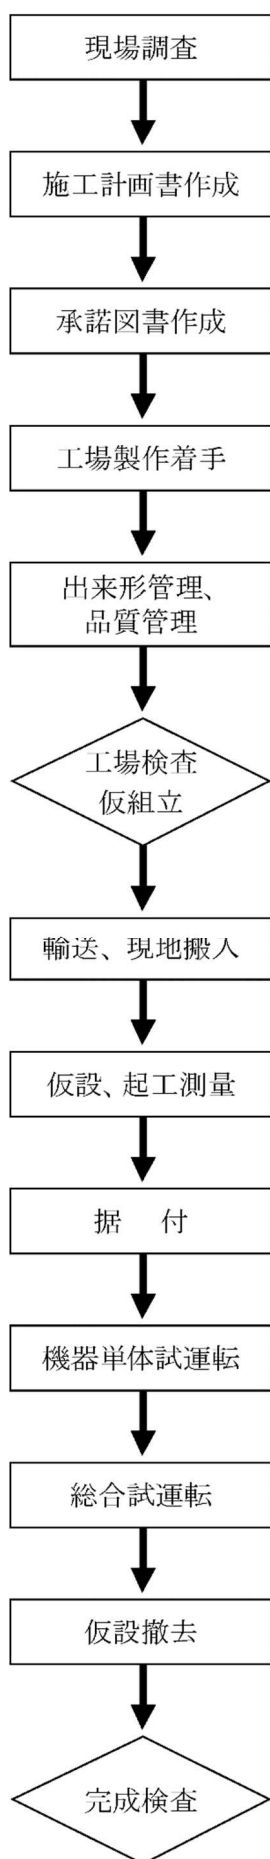 現場調査
施工計画書作成
承諾図書作成
工場製作着手
出来形管理、
品質管理
工場検査
仮組立
輸送、現地搬入
仮設、起工測量
据　付
機器単体試運転
総合試運転
仮設撤去
完成検査